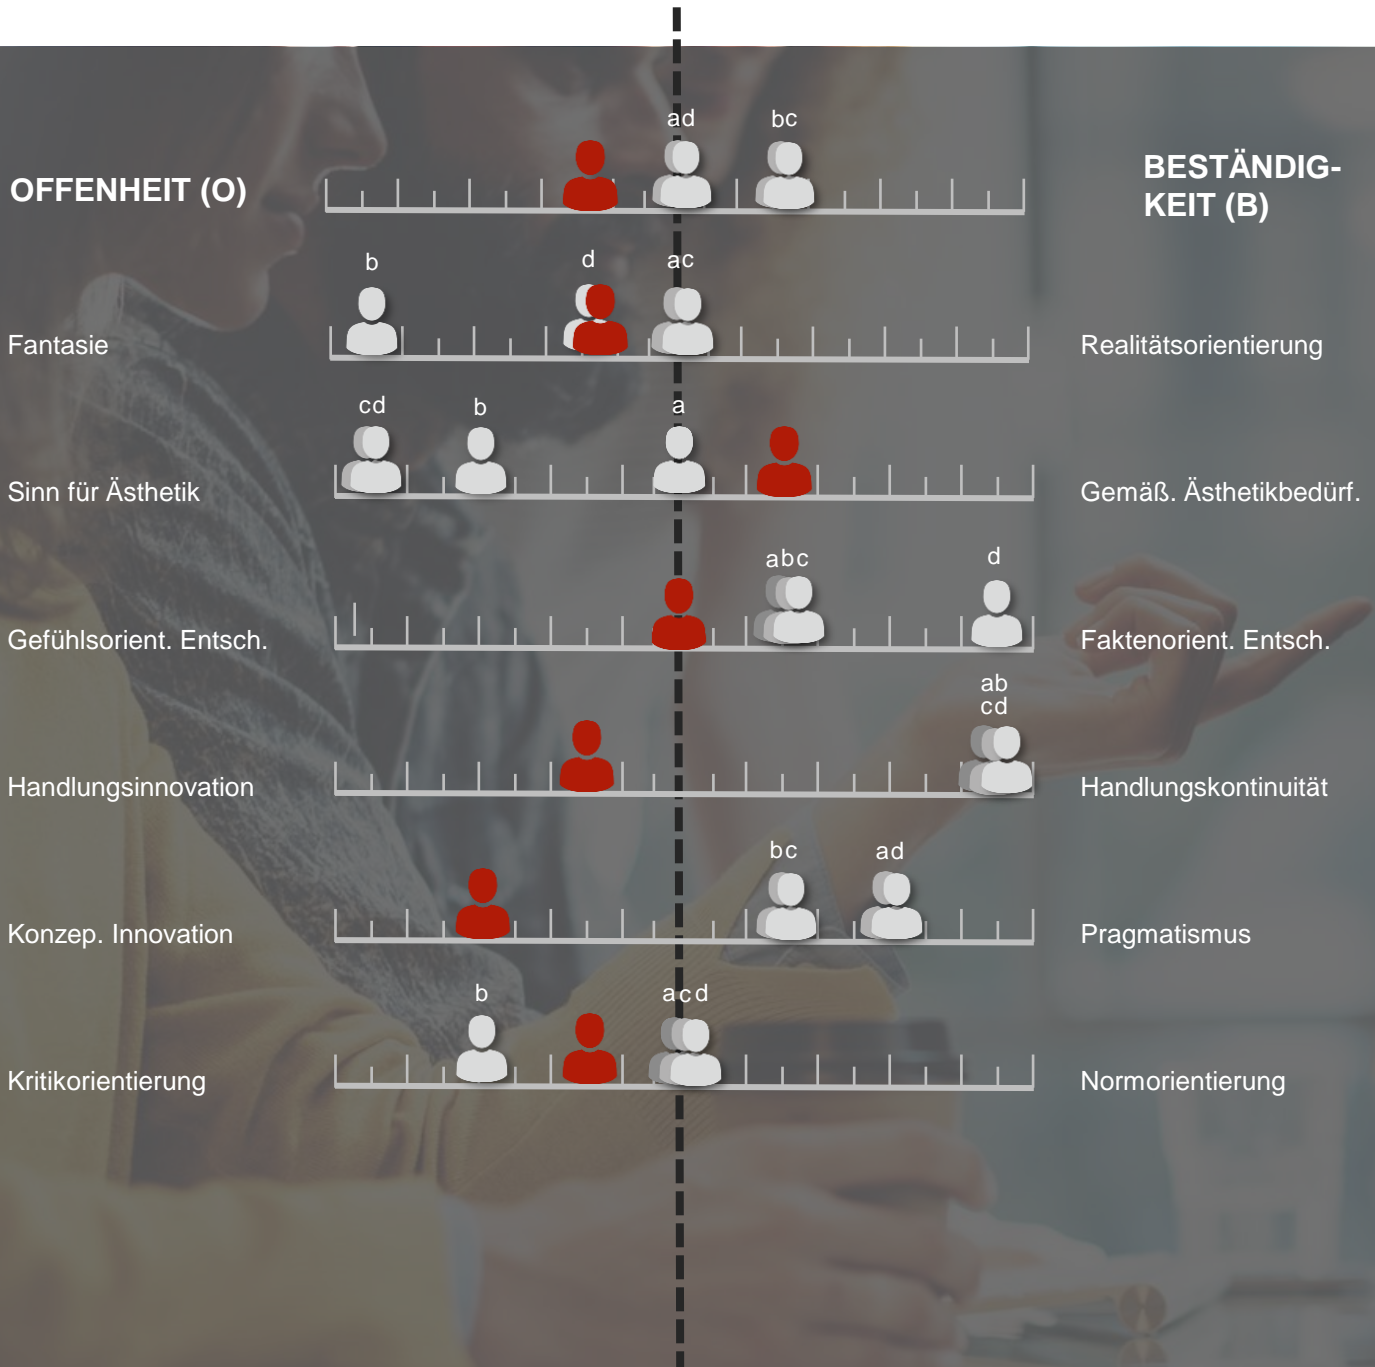 ad
bc
OFFENHEIT (O)
BESTÄNDIG-
KEIT (B)
b
d
ac
Fantasie
Realitätsorientierung
cd
b
a
Sinn für Ästhetik
Gemäß. Ästhetikbedürf.
abc
d
Gefühlsorient. Entsch.
Faktenorient. Entsch.
ab
cd
Handlungsinnovation
Handlungskontinuität
bc
ad
Konzep. Innovation
Pragmatismus
b
acd
Kritikorientierung
Normorientierung